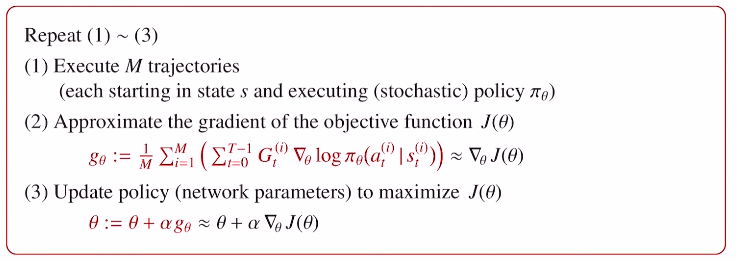 Repeat (1) ∼ (3)
(1) Execute M trajectories
(each starting in state s and executing (stochastic) policy π_θ)
(2) Approximate the gradient of the objective function J(θ)
g_θ := \frac{1}{M} ∑_{i=1}^{M} ( ∑_{t=0}^{T−1} G_t^{(i)} ∇_θ log π_θ(a_t^{(i)} | s_t^{(i)}) ) ≈ ∇_θ J(θ)
(3) Update policy (network parameters) to maximize J(θ)
θ := θ + α g_θ ≈ θ + α ∇_θ J(θ)